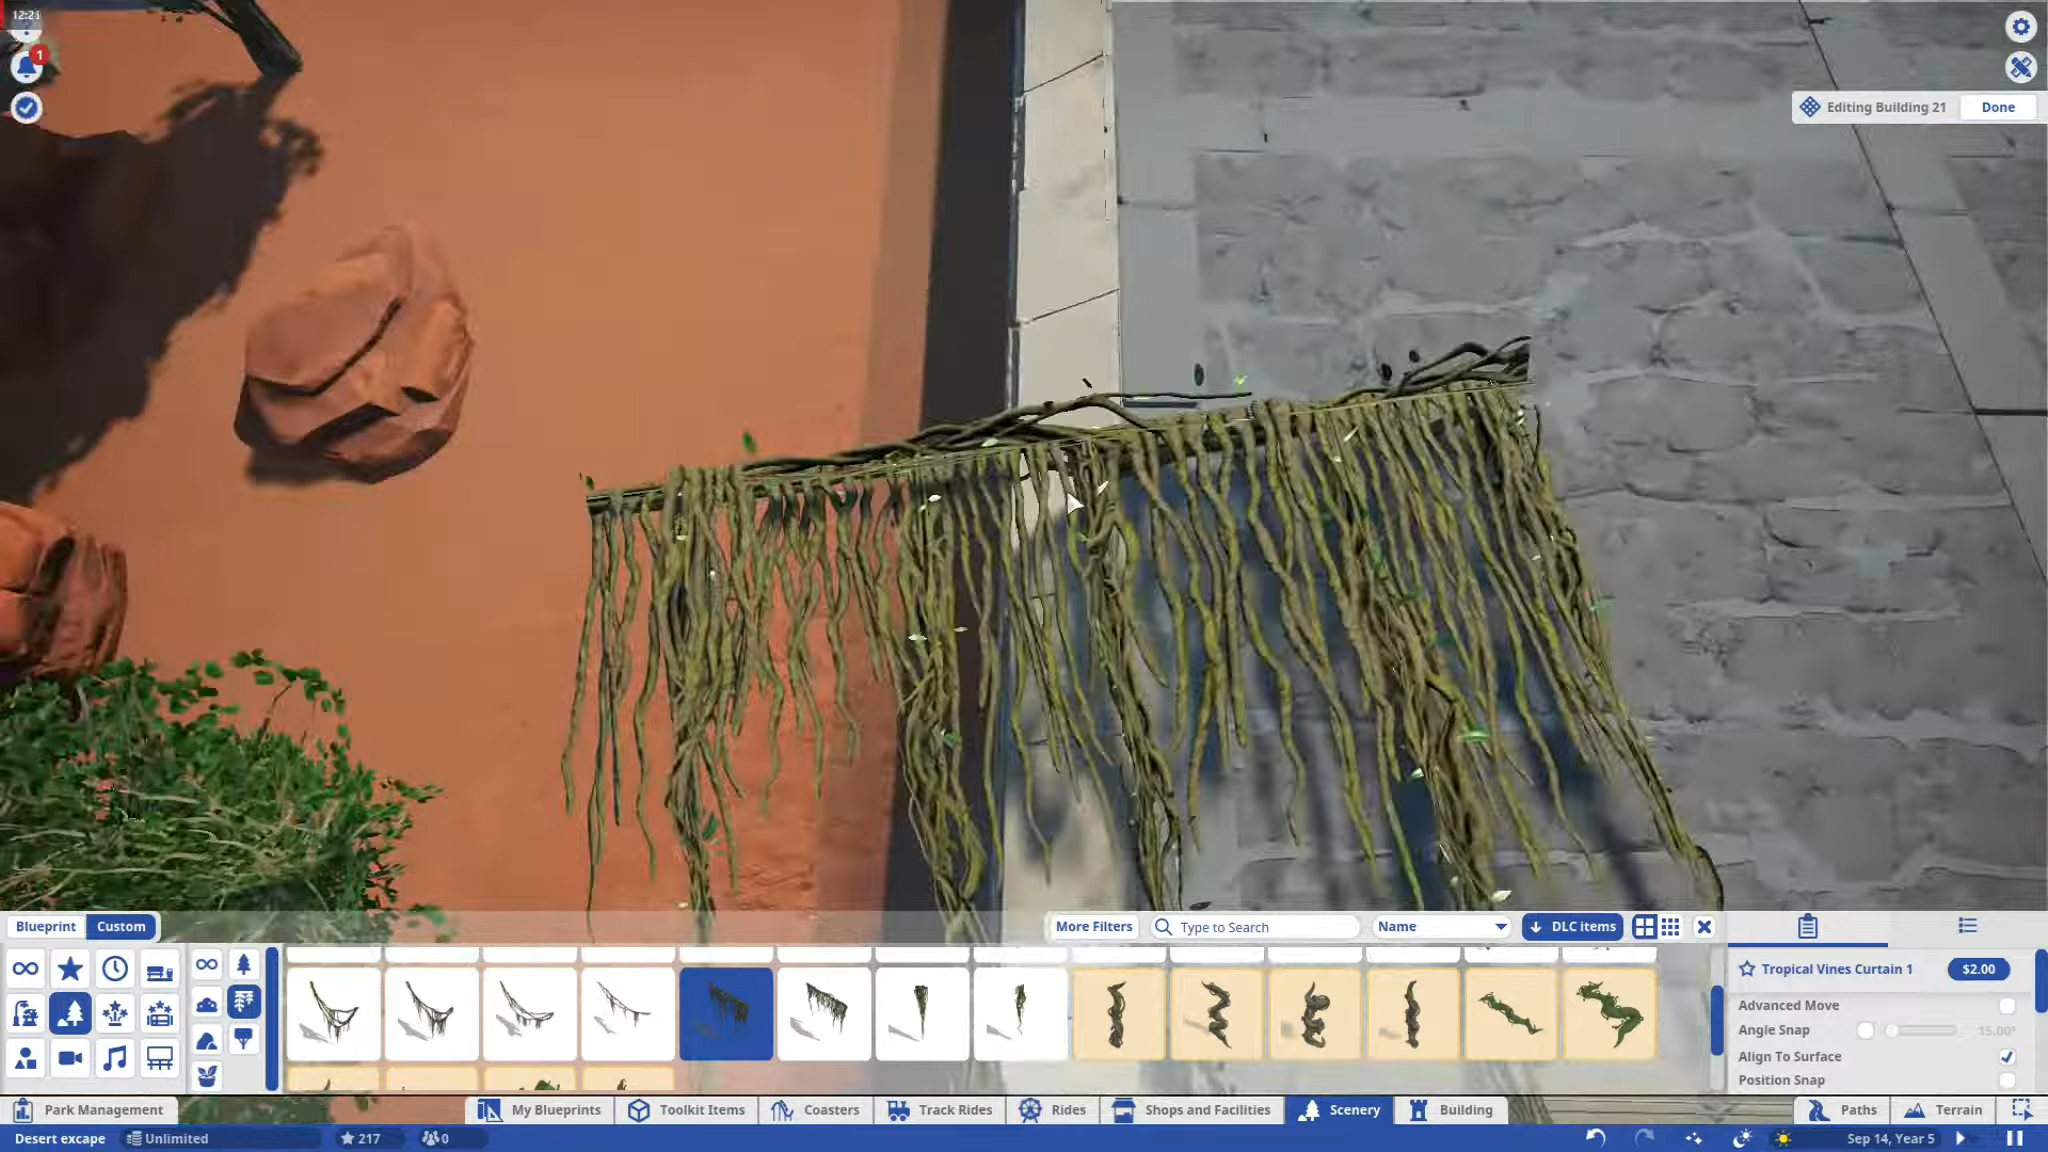 12:21
1
Editing Building 21
Done
Blueprint
Custom
More Filters
Type to Search
Name
DLC items
Tropical Vines Curtain 1
$2.00
Advanced Move
Angle Snap
15.00°
Align To Surface
Position Snap
Park Management
My Blueprints
Toolkit Items
Coasters
Track Rides
Rides
Shops and Facilities
Scenery
Building
Paths
Terrain
Desert escape
Unlimited
217
0
Sep 14, Year 5